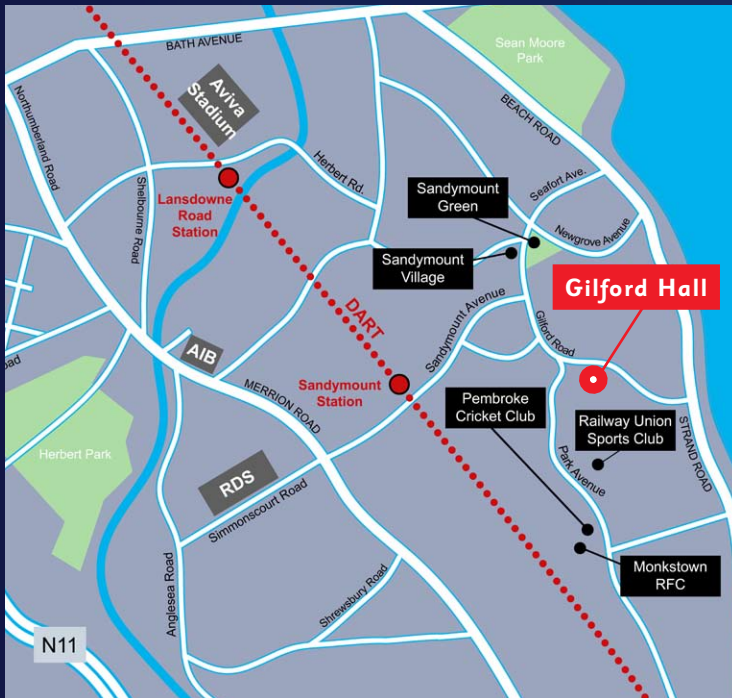 BATH AVENUE
Sean Moore
Park
Aviva
Stadium
BEACH ROAD
Northumberland Road
Shelbourne Road
Herbert Rd.
Lansdowne
Road
Station
Sandymount
Green
Seafort Ave.
Newgrove Avenue
Sandymount
Village
Gilford Hall
DART
Sandymount Avenue
Gilford Road
AIB
MERRION ROAD
Sandymount
Station
Pembroke
Cricket Club
Railway Union
Sports Club
STRAND ROAD
Park Avenue
oad
Herbert Park
RDS
Simmonscourt Road
Monkstown
RFC
Anglesea Road
Shrewsbury Road
N11